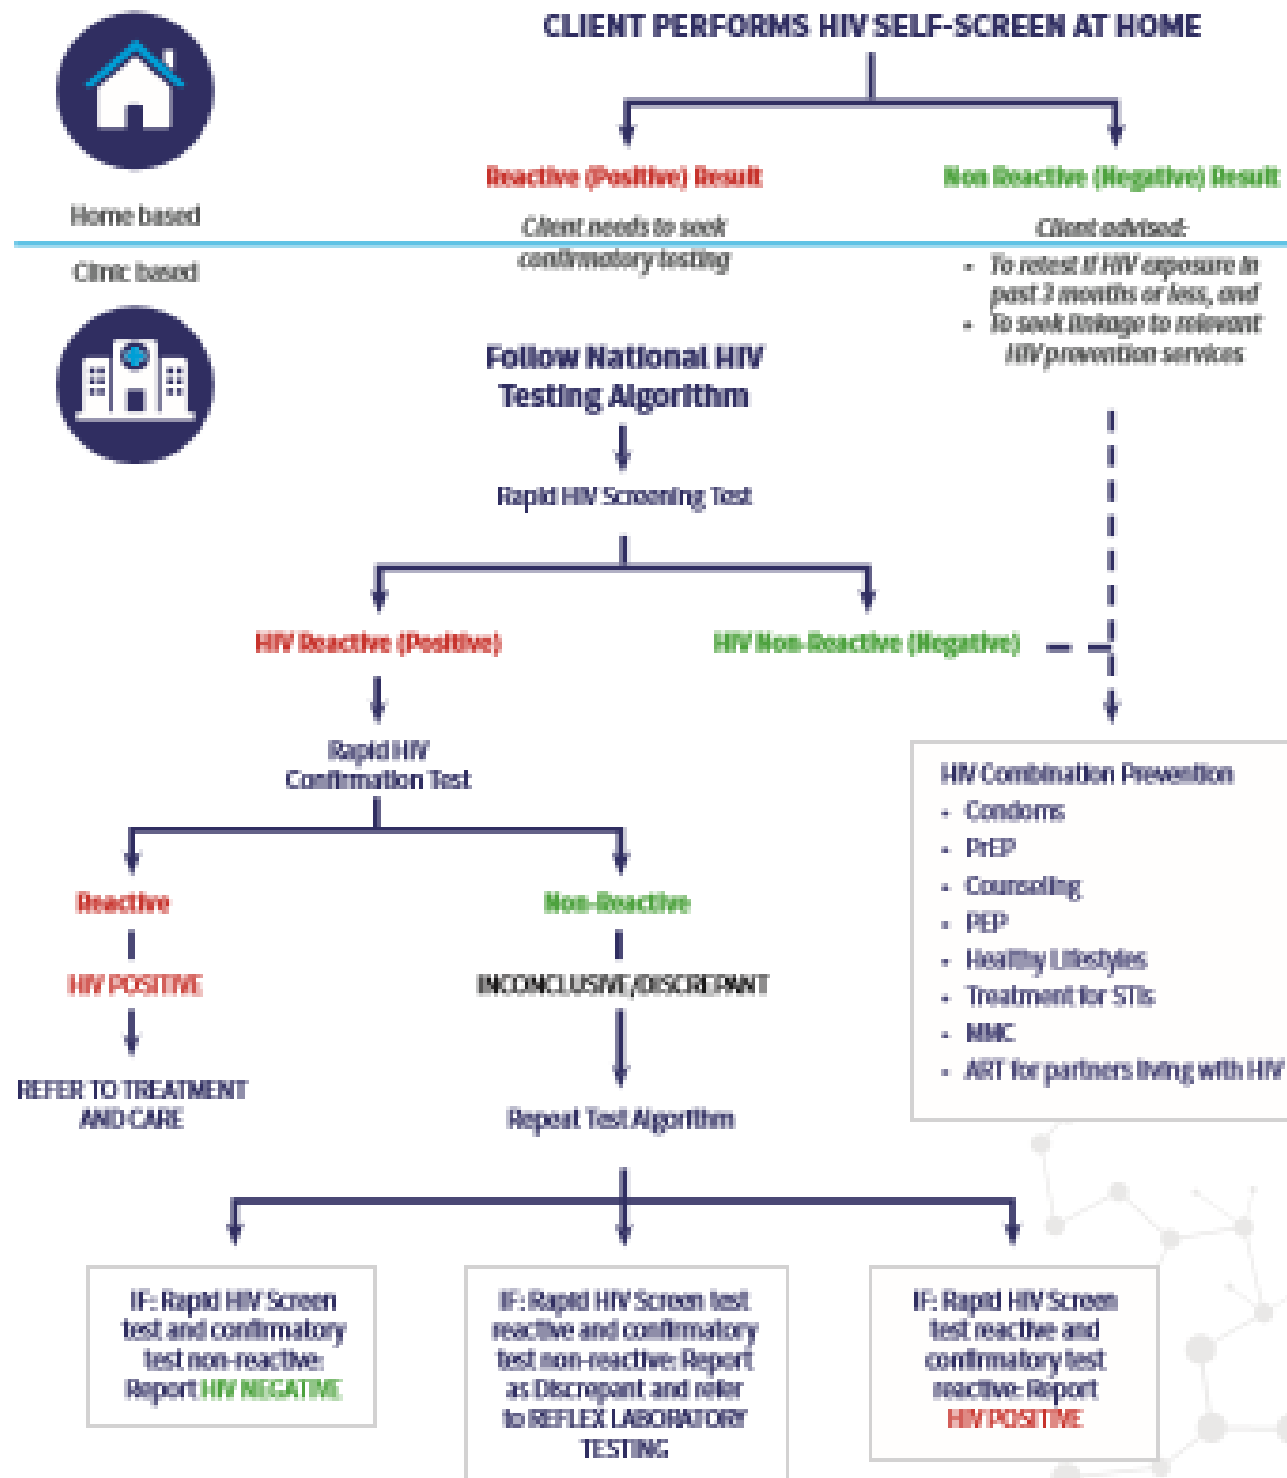 CLIENT PERFORMS HIV SELF-SCREEN AT HOME
Reactive (Positive) Result
Non Reactive (Negative) Result
Home based
Client needs to seek
confirmatory testing
Client advised:
• To retest if HIV exposure in
past 3 months or less, and
• To seek linkage to relevant
HIV prevention services
Clinic based
Follow National HIV
Testing Algorithm
Rapid HIV Screening Test
HIV Reactive (Positive)
HIV Non-Reactive (Negative)
Rapid HIV
Confirmation Test
HIV Combination Prevention
• Condoms
• PrEP
• Counseling
• PEP
• Healthy Lifestyles
• Treatment for STIs
• MMC
• ART for partners living with HIV
Reactive
Non-Reactive
HIV POSITIVE
INCONCLUSIVE/DISCREPANT
REFER TO TREATMENT
AND CARE
Repeat Test Algorithm
IF: Rapid HIV Screen
test and confirmatory
test non-reactive:
Report HIV NEGATIVE
IF: Rapid HIV Screen test
reactive and confirmatory
test non-reactive: Report
as Discrepant and refer
to REFLEX LABORATORY
TESTING
IF: Rapid HIV Screen
test reactive and
confirmatory test
reactive: Report
HIV POSITIVE